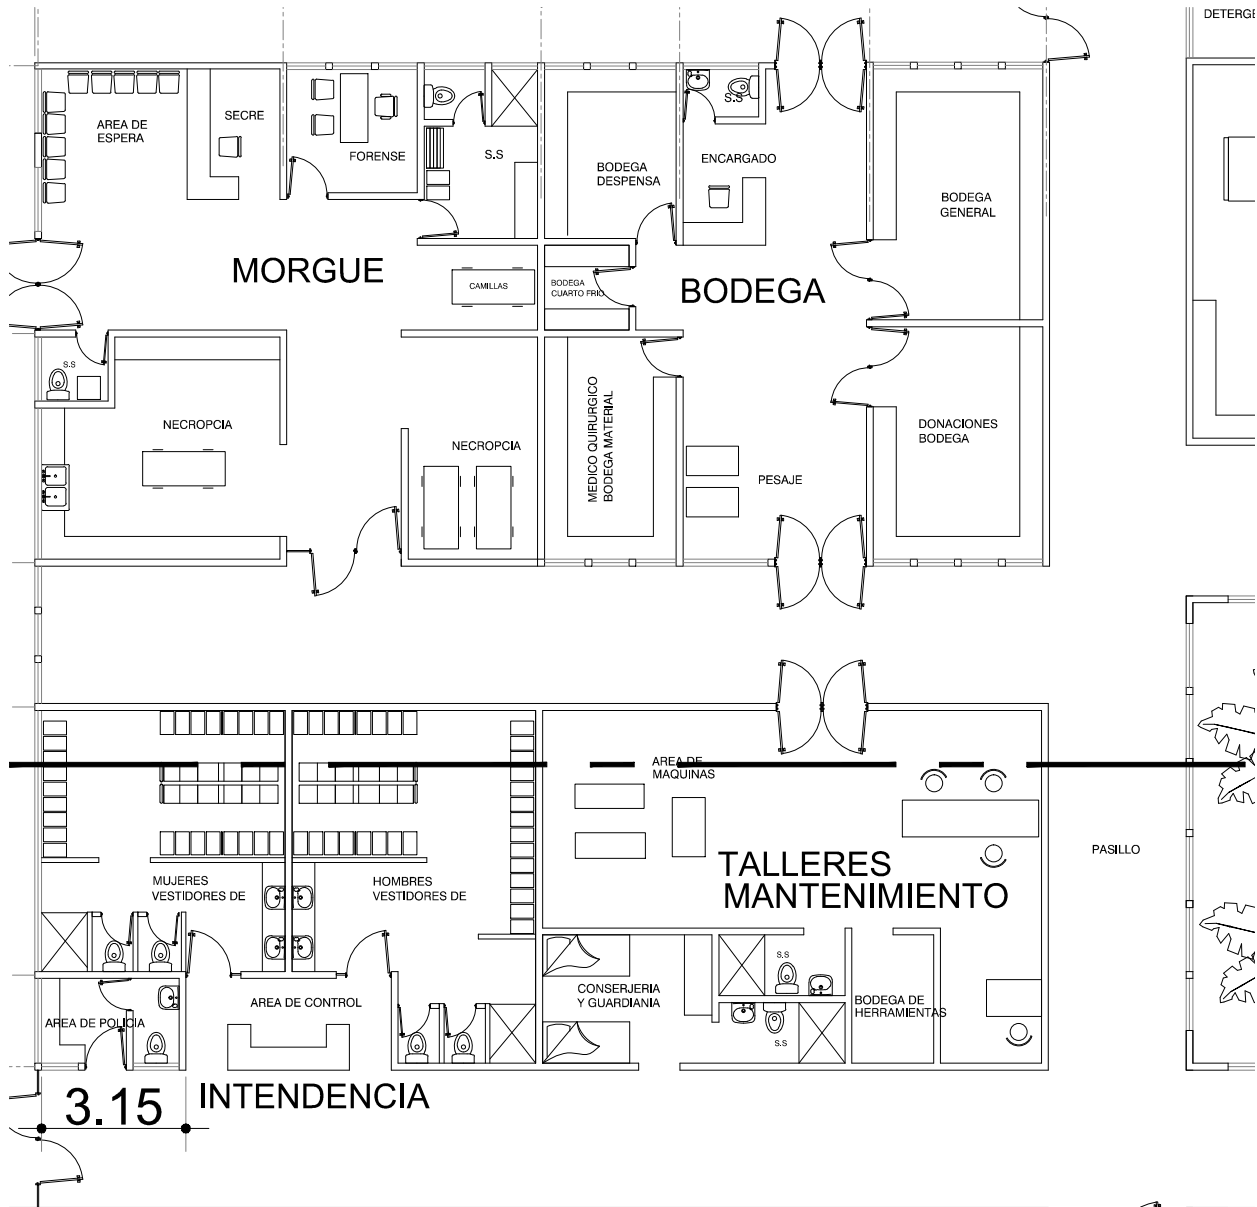 DETERGE
AREA DE
ESPERA
SECRE
FORENSE
S.S
BODEGA
DESPENSA
S.S
ENCARGADO
BODEGA
GENERAL
MORGUE
CAMILLAS
BODEGA
CUARTO FRIO
BODEGA
S.S
NECROPCIA
NECROPCIA
MEDICO QUIRURGICO
BODEGA MATERIAL
PESAJE
DONACIONES
BODEGA
AREA DE
MAQUINAS
TALLERES
MANTENIMIENTO
PASILLO
MUJERES
VESTIDORES DE
HOMBRES
VESTIDORES DE
AREA DE POLICIA
AREA DE CONTROL
CONSERJERIA
Y GUARDIANIA
S.S
S.S
BODEGA DE
HERRAMIENTAS
3.15
INTENDENCIA